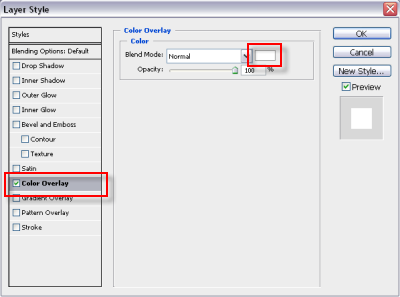 Layer Style
Styles
Blending Options: Default
Drop Shadow
Inner Shadow
Outer Glow
Inner Glow
Bevel and Emboss
Contour
Texture
Satin
Color Overlay
Gradient Overlay
Pattern Overlay
Stroke
Color Overlay
Color
Blend Mode: Normal
Opacity: 100 %
OK
Cancel
New Style...
Preview